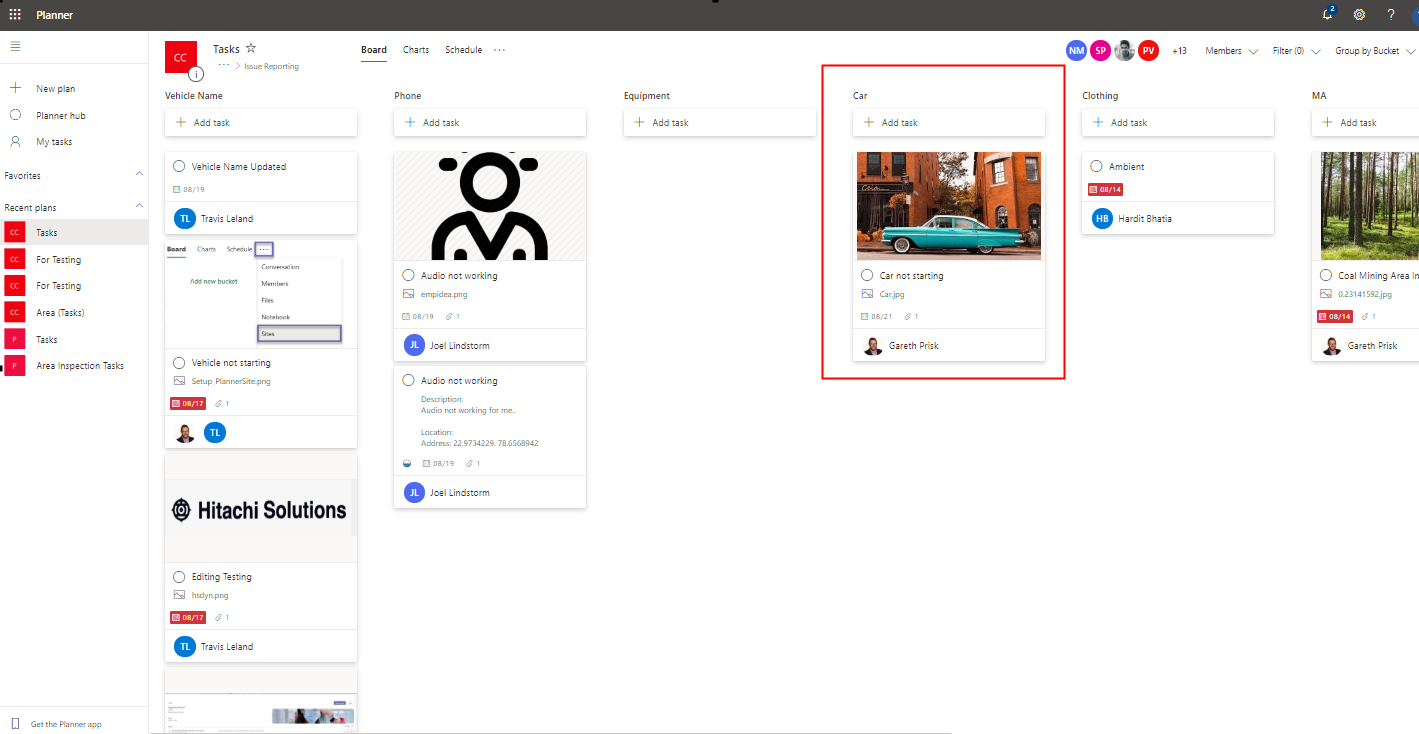 Planner
2
?
New plan
Planner hub
My tasks
Favorites
Recent plans
CC Tasks
CC For Testing
CC For Testing
CC Area (Tasks)
P Tasks
P Area Inspection Tasks
Get the Planner app
CC
i
Tasks
Board Charts Schedule ...
... > Issue Reporting
NM SP PV +13 Members Filter (0) Group by Bucket
Vehicle Name
Add task
Vehicle Name Updated
08/19
TL Travis Leland
Board Charts Schedule ...
Add new bucket
Conversation
Members
Files
Notebook
Sites
Vehicle not starting
Setup_PlannerSite.png
08/17 1
TL
Hitachi Solutions
Editing Testing
hsdyn.png
08/17 1
TL Travis Leland
Phone
Add task
Audio not working
empidea.png
08/19 1
JL Joel Lindstorm
Audio not working
Description:
Audio not working for me..
Location:
Address: 22.9734229. 78.6568942
08/19 1
JL Joel Lindstorm
Equipment
Add task
Car
Add task
Car not starting
Car.jpg
08/21 1
Gareth Prisk
Clothing
Add task
Ambient
08/14
HB Hardit Bhatia
MA
Add task
Coal Mining Area In
0.23141592.jpg
08/14 1
Gareth Prisk